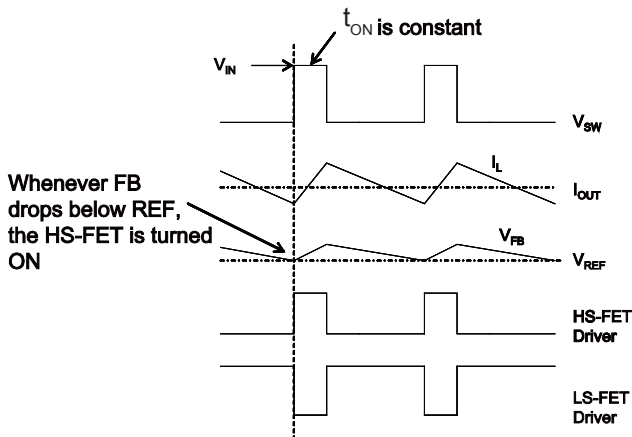 tON is constant
VIN
VSW
IL
IOUT
Whenever FB
drops below REF,
the HS-FET is turned
ON
VFB
VREF
HS-FET
Driver
LS-FET
Driver